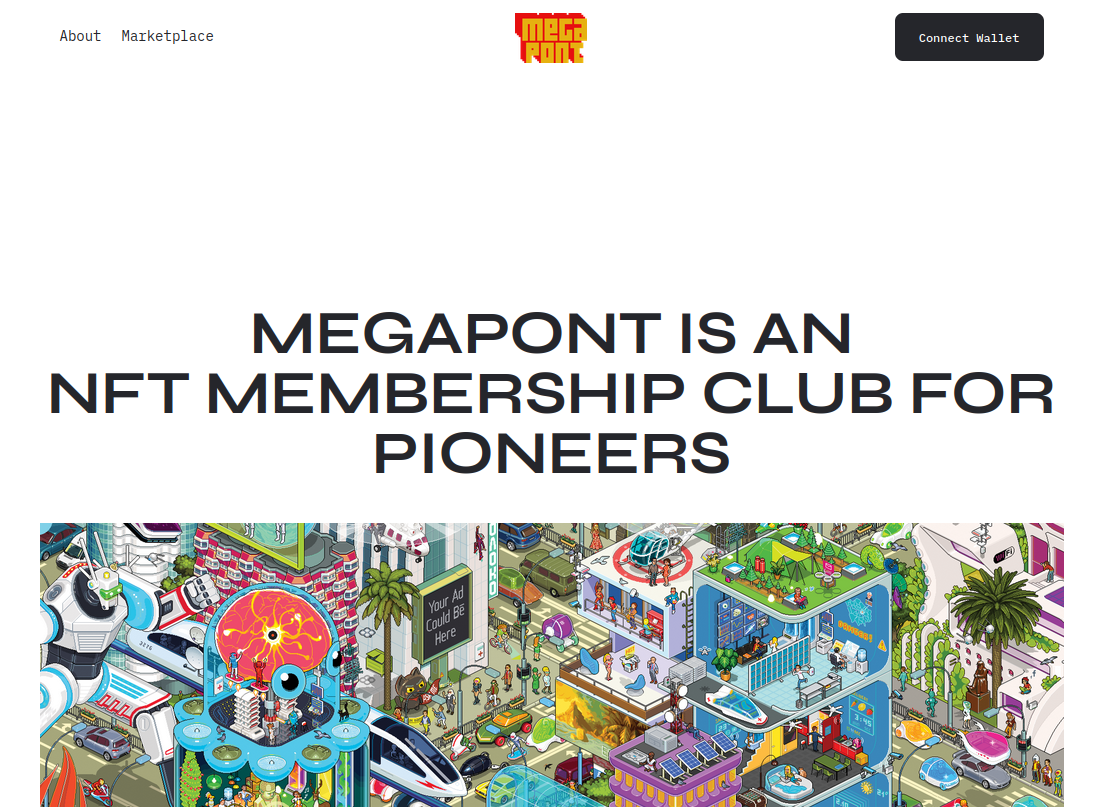 About Marketplace
MEGA
PONT
Connect Wallet
MEGAPONT IS AN
NFT MEMBERSHIP CLUB FOR
PIONEERS
Your Ad
Could Be
Here